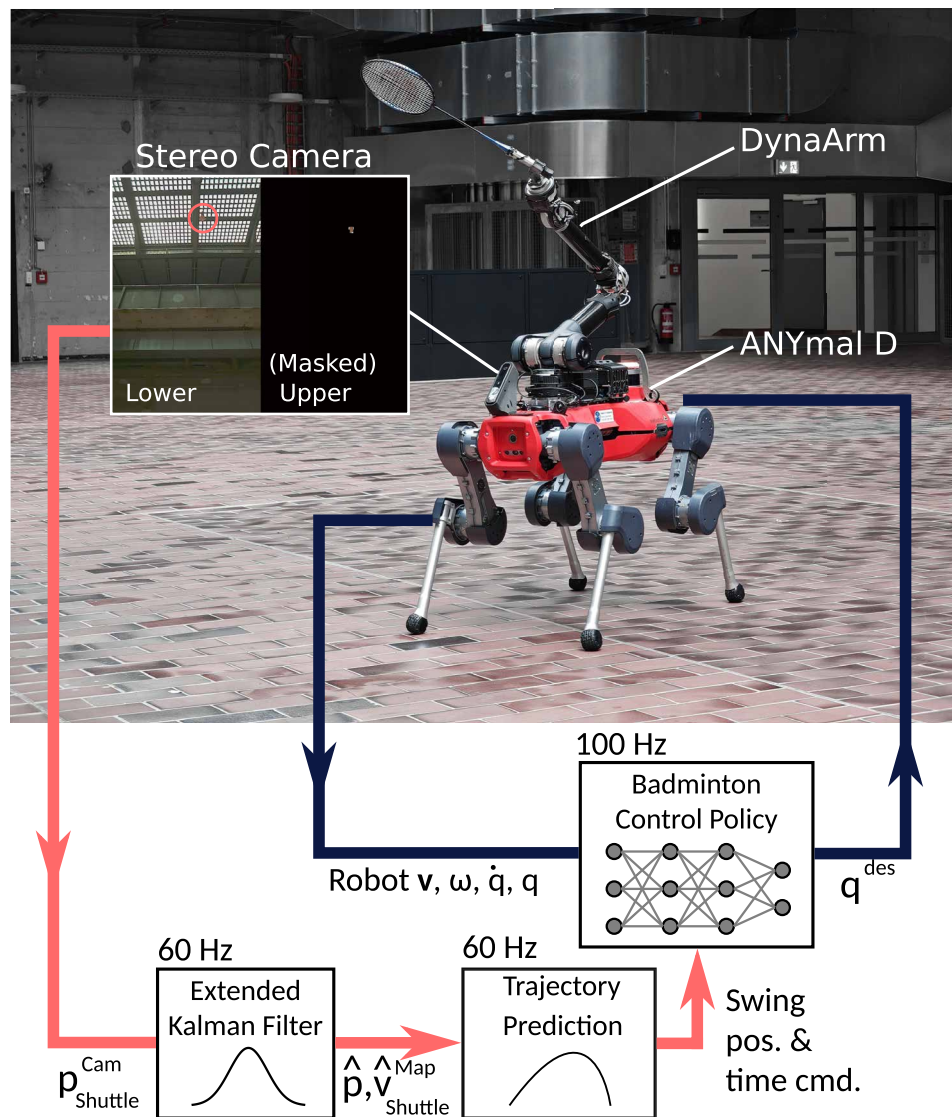 DynaArm
Stereo Camera
ANYmal D
(Masked)
Lower
Upper
100 Hz
Badminton
Control Policy
Robot v, ω, q̇, q
q^des
60 Hz
60 Hz
Extended
Kalman Filter
Trajectory
Prediction
Swing
pos. &
time cmd.
p^Cam_Shuttle
p̂,v̂^Map_Shuttle